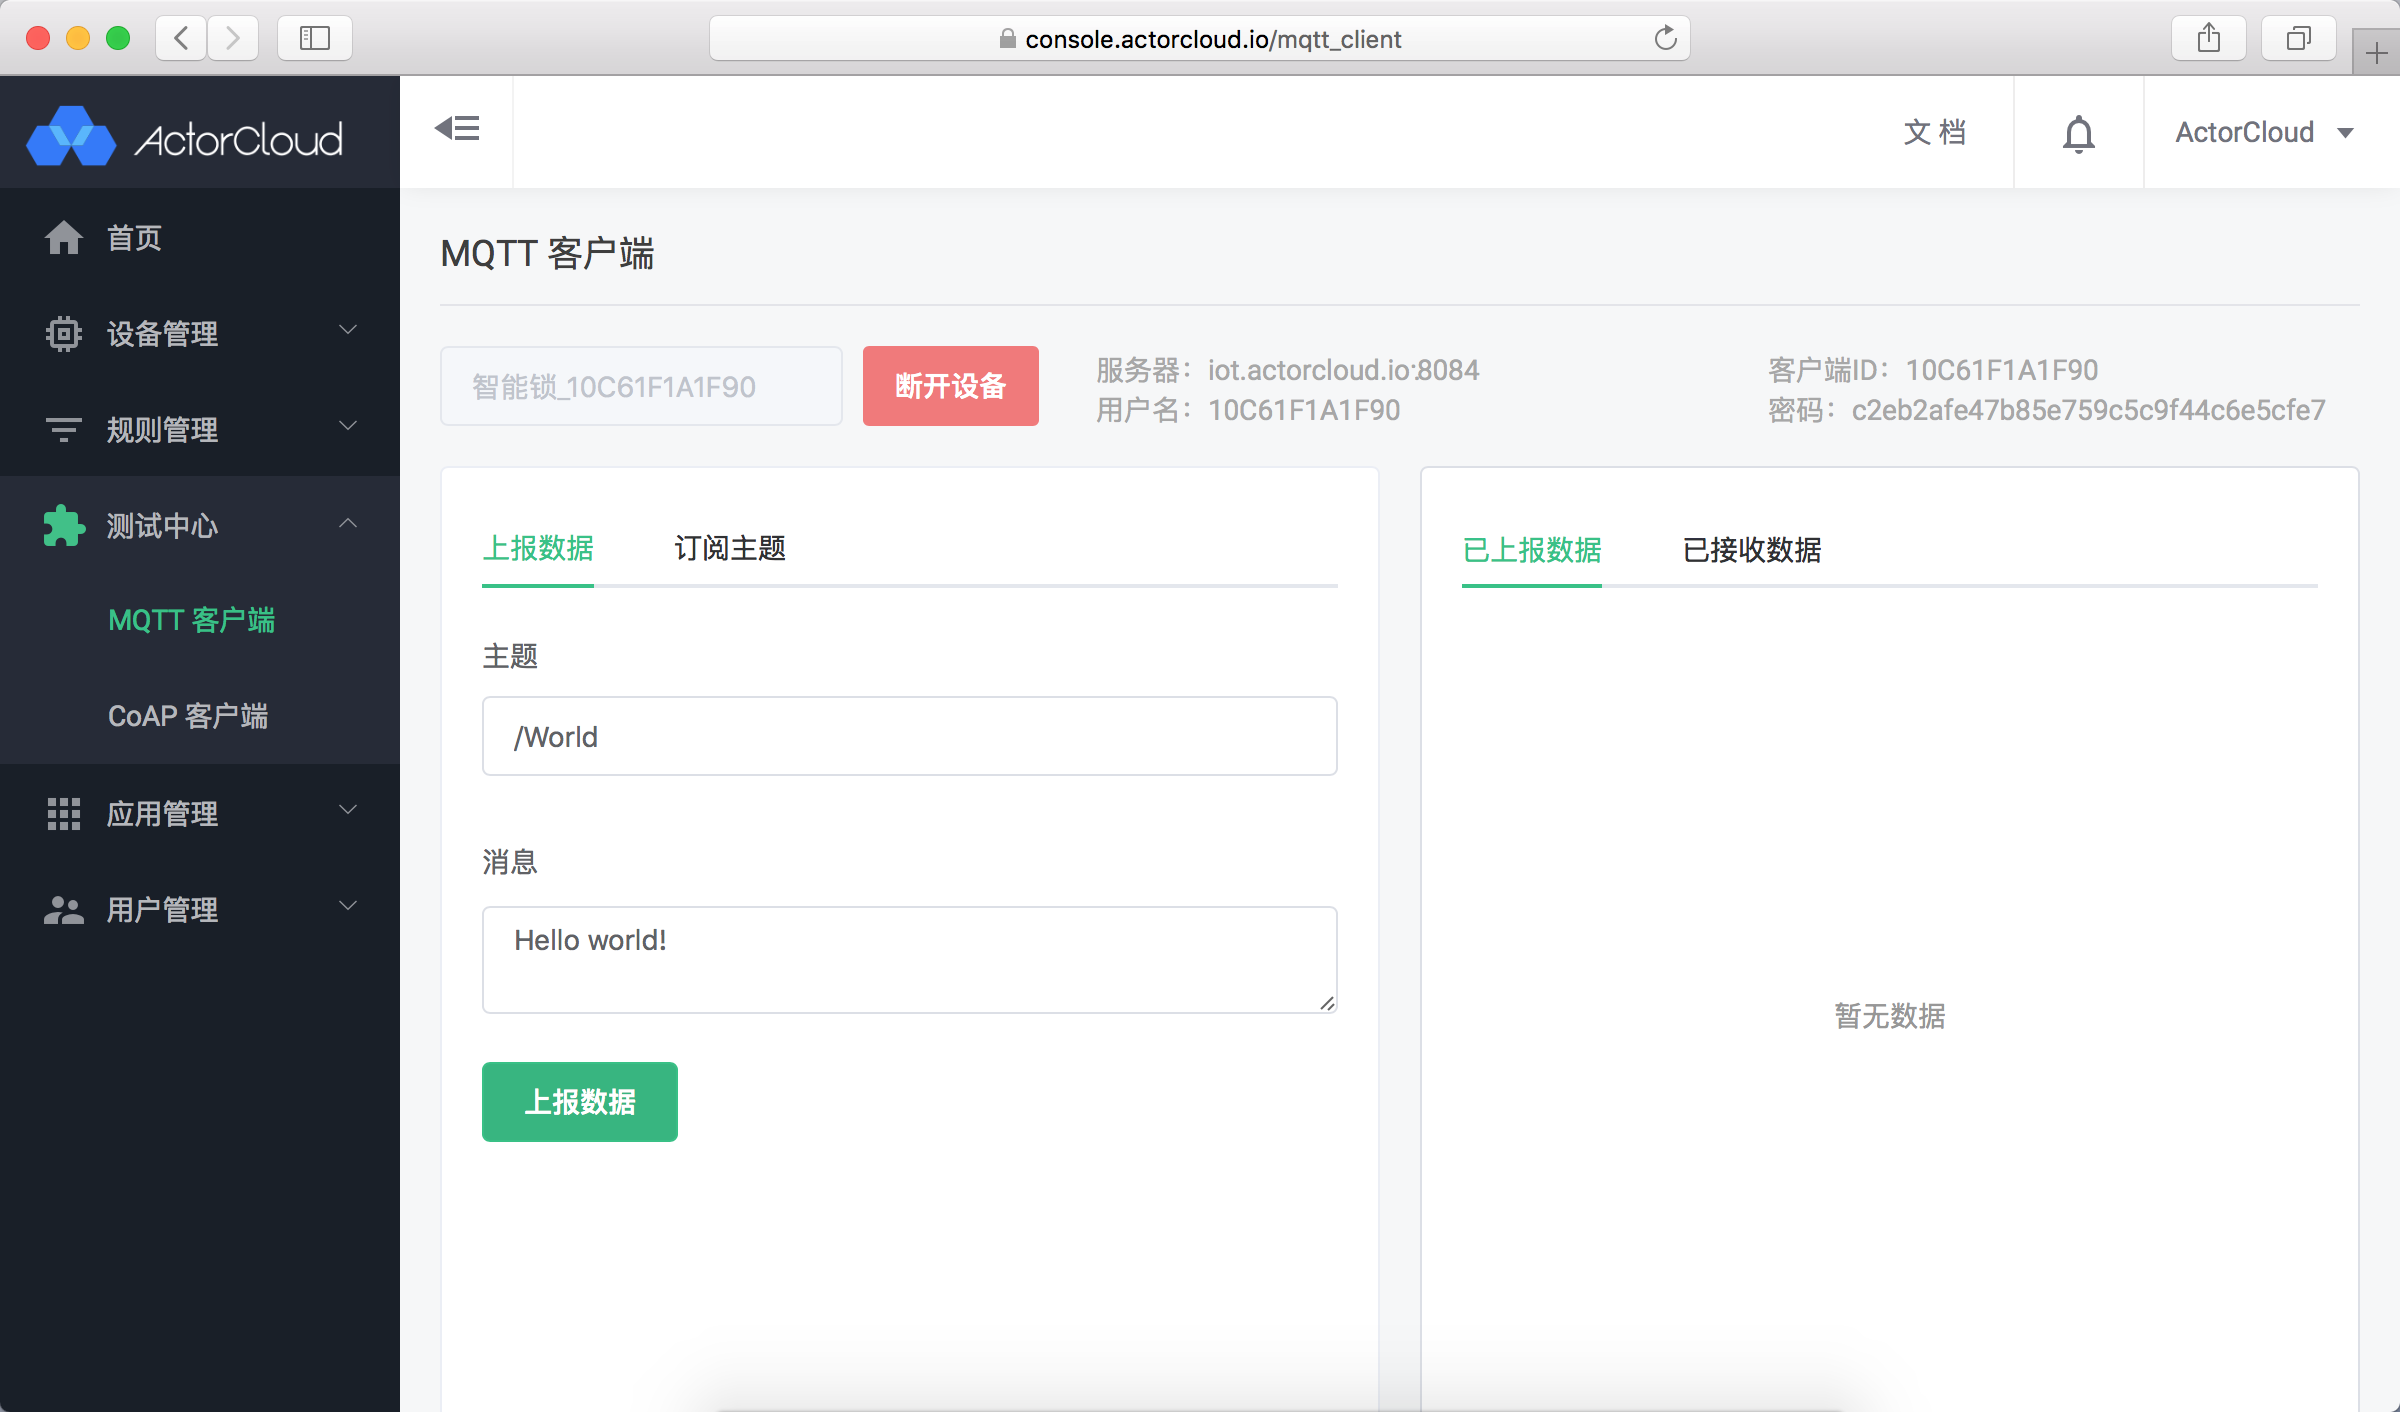 console.actorcloud.io/mqtt_client
ActorCloud
文 档
ActorCloud
首页
设备管理
规则管理
测试中心
MQTT 客户端
CoAP 客户端
应用管理
用户管理
MQTT 客户端
智能锁_10C61F1A1F90
断开设备
服务器：iot.actorcloud.io:8084
用户名：10C61F1A1F90
客户端ID：10C61F1A1F90
密码：c2eb2afe47b85e759c5c9f44c6e5cfe7
上报数据
订阅主题
主题
/World
消息
Hello world!
上报数据
已上报数据
已接收数据
暂无数据